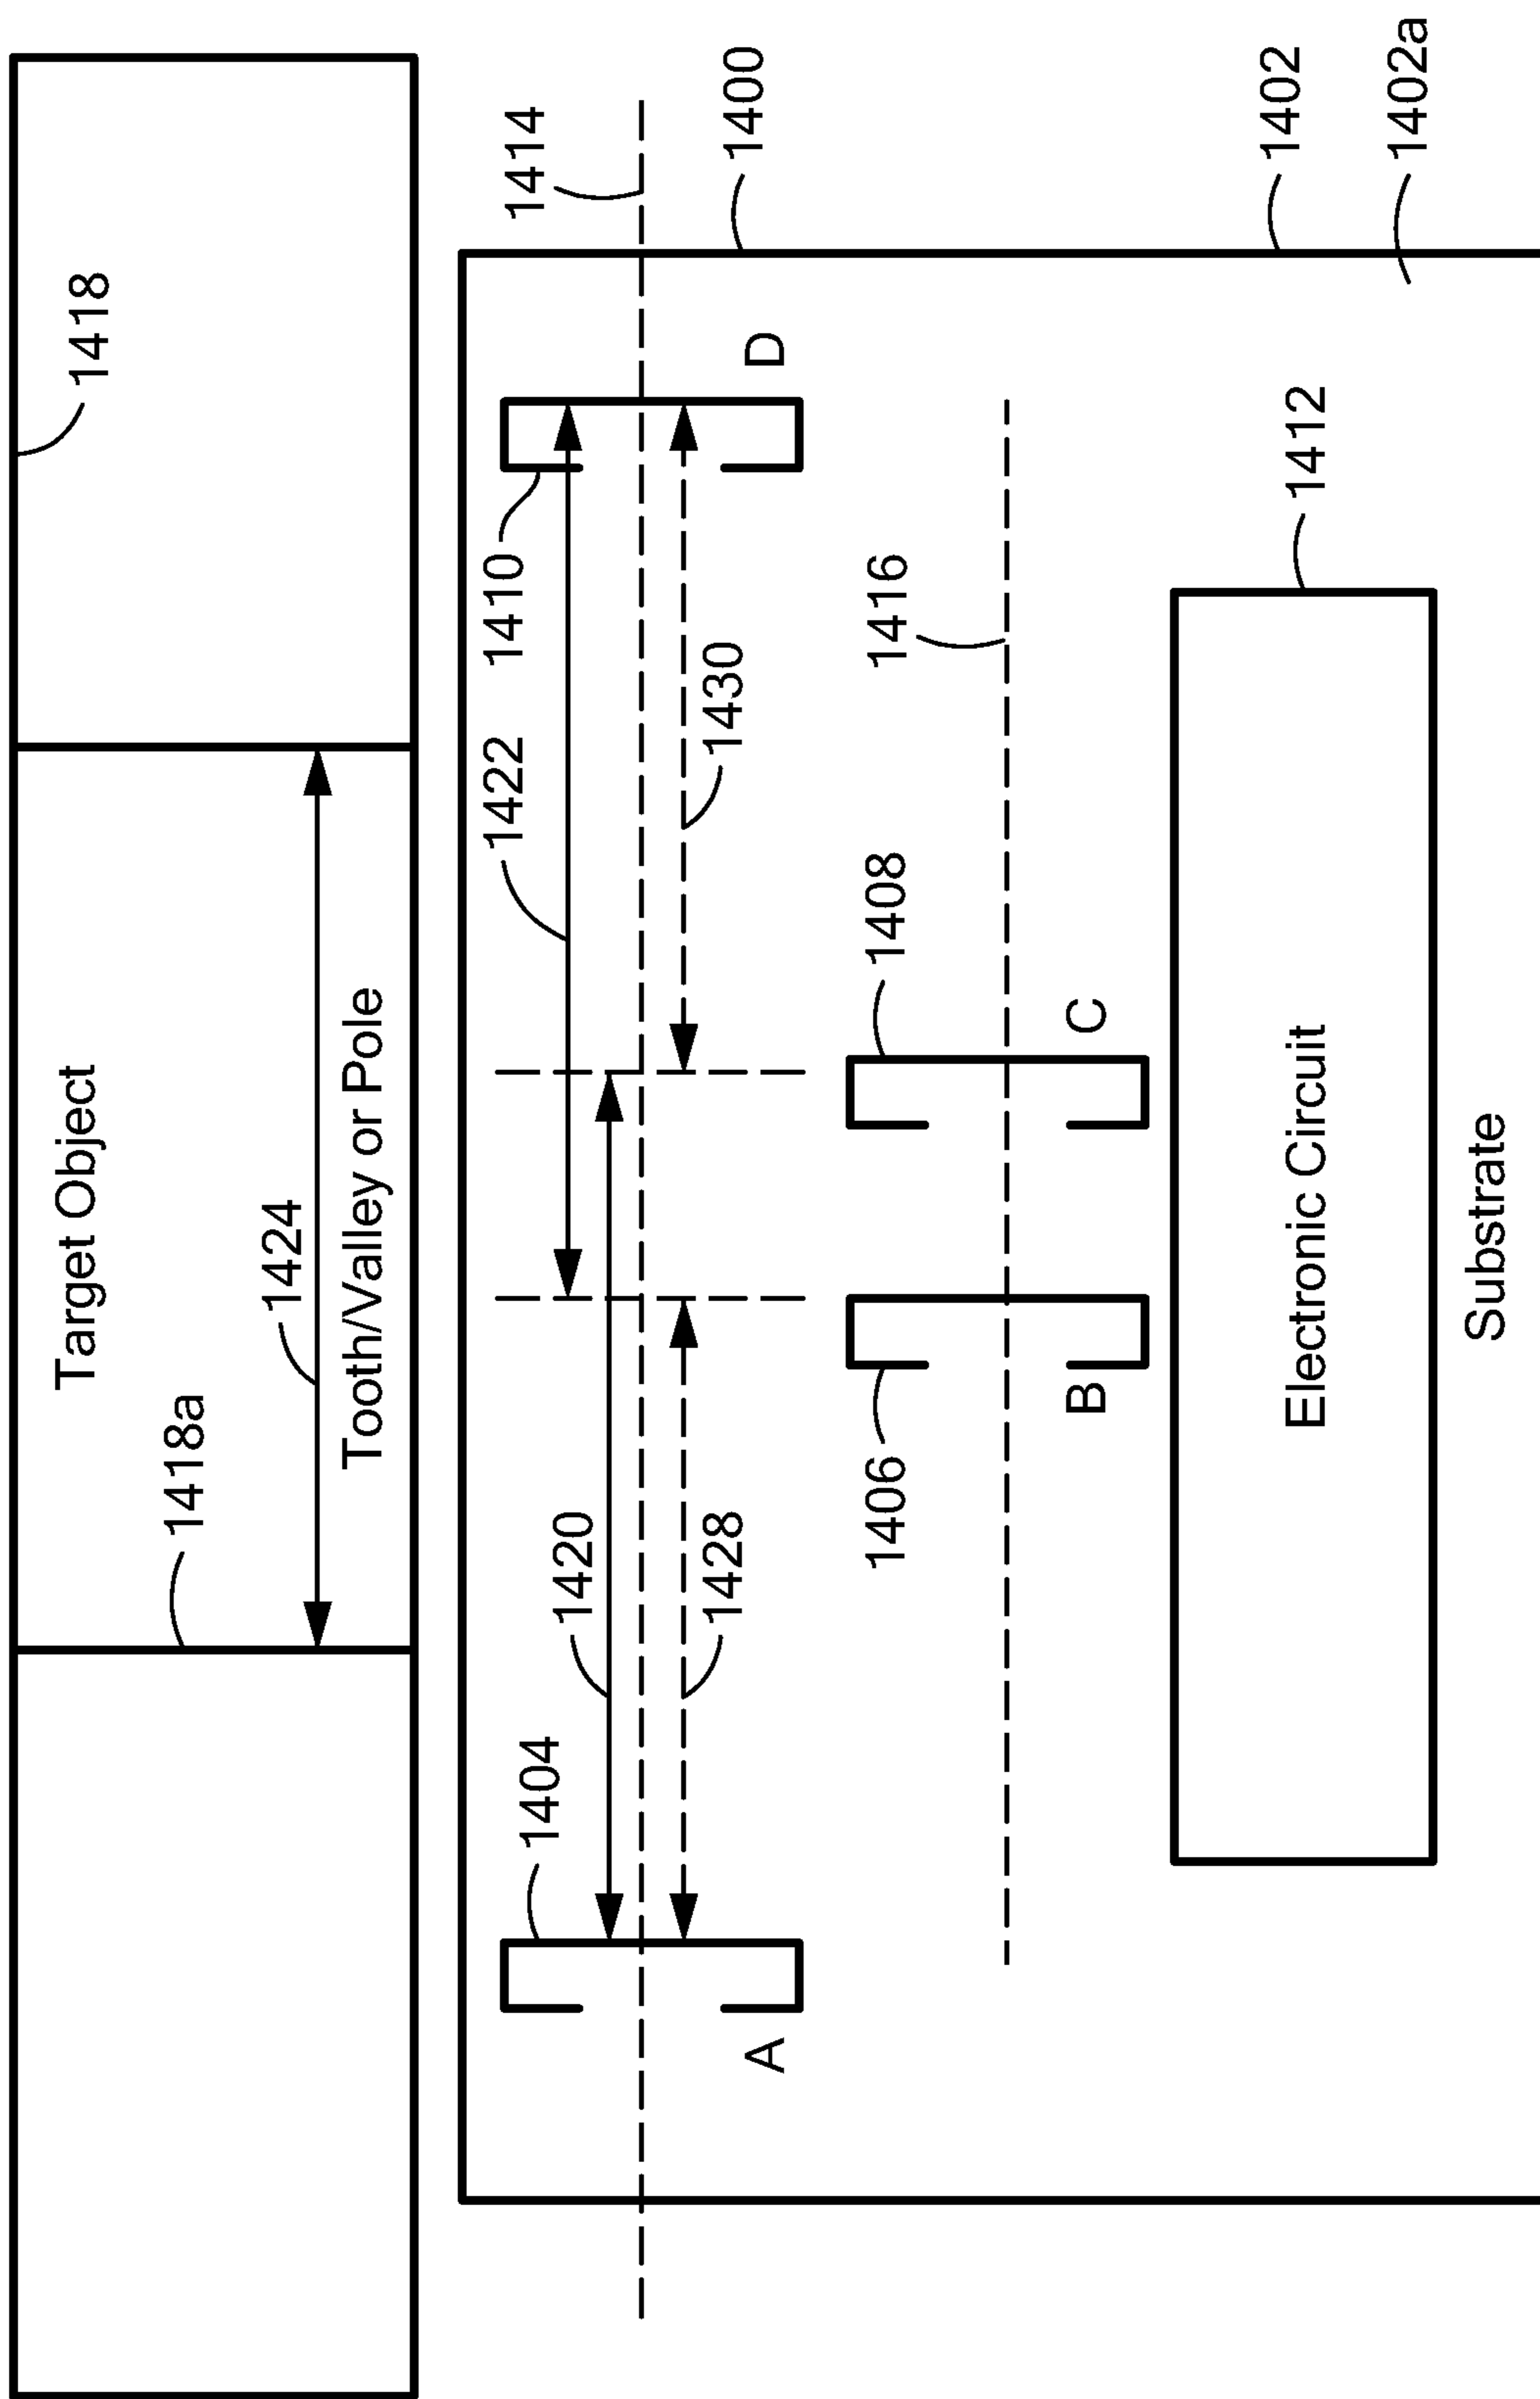 1418
Target Object
1418a
1424
Tooth/Valley or Pole
1414
1400
1402
1402a
1404
1420
1422
1410
1428
1430
A
D
1406
1408
1416
B
C
1412
Electronic Circuit
Substrate